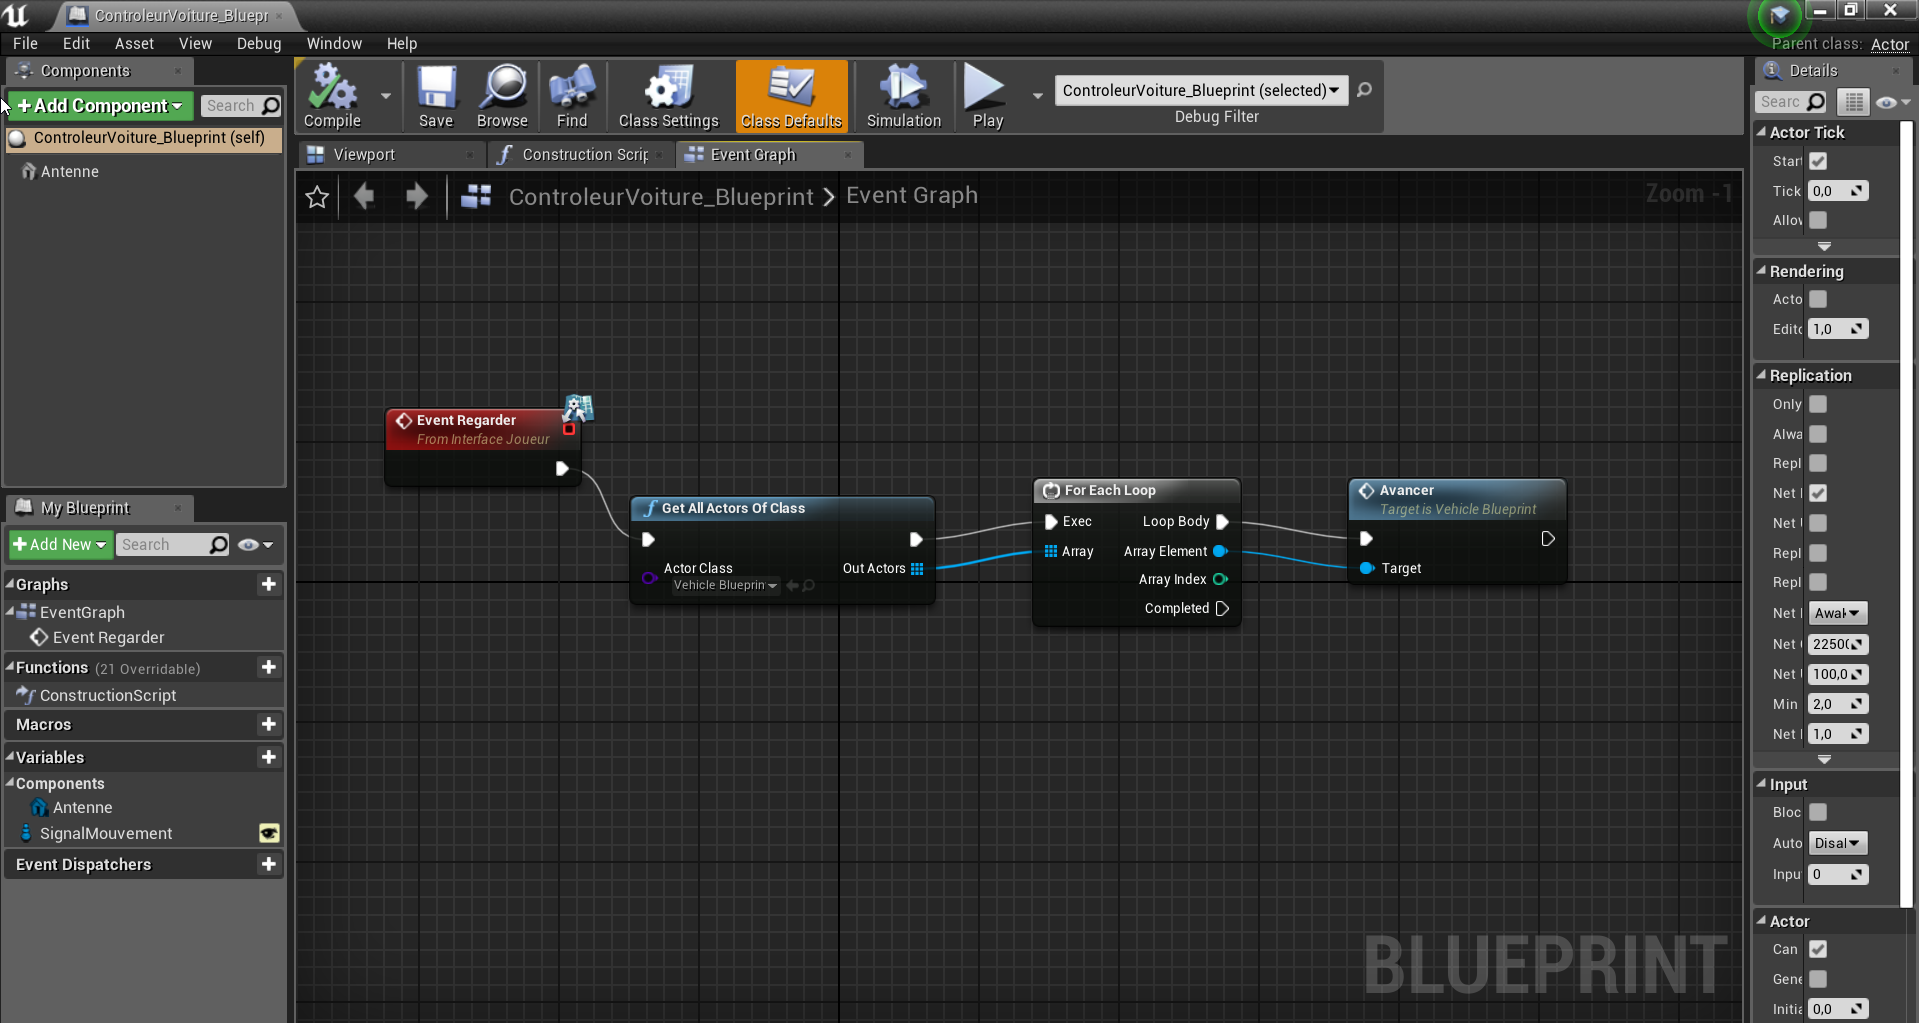 ControleurVoiture_Bluepr
File Edit Asset View Debug Window Help
Parent class: Actor
Components
+Add Component
Search
ControleurVoiture_Blueprint (self)
Antenne
My Blueprint
+Add New
Search
Graphs
EventGraph
Event Regarder
Functions (21 Overridable)
ConstructionScript
Macros
Variables
Components
Antenne
SignalMouvement
Event Dispatchers
Compile
Save
Browse
Find
Class Settings
Class Defaults
Simulation
Play
ControleurVoiture_Blueprint (selected)
Debug Filter
Viewport
Construction Scrip
Event Graph
ControleurVoiture_Blueprint > Event Graph
Zoom -1
Event Regarder
From Interface Joueur
Get All Actors Of Class
Actor Class
Vehicle Blueprin
Out Actors
For Each Loop
Exec
Loop Body
Array
Array Element
Array Index
Completed
Avancer
Target is Vehicle Blueprint
Target
BLUEPRINT
Details
Searc
Actor Tick
Start
Tick 0,0
Allow
Rendering
Acto
Edito 1,0
Replication
Only
Alwa
Repl
Net
Net
Repl
Repl
Net Awak
Net 22500
Net 100,0
Min 2,0
Net 1,0
Input
Bloc
Auto Disal
Inpu 0
Actor
Can
Gene
Initia 0,0